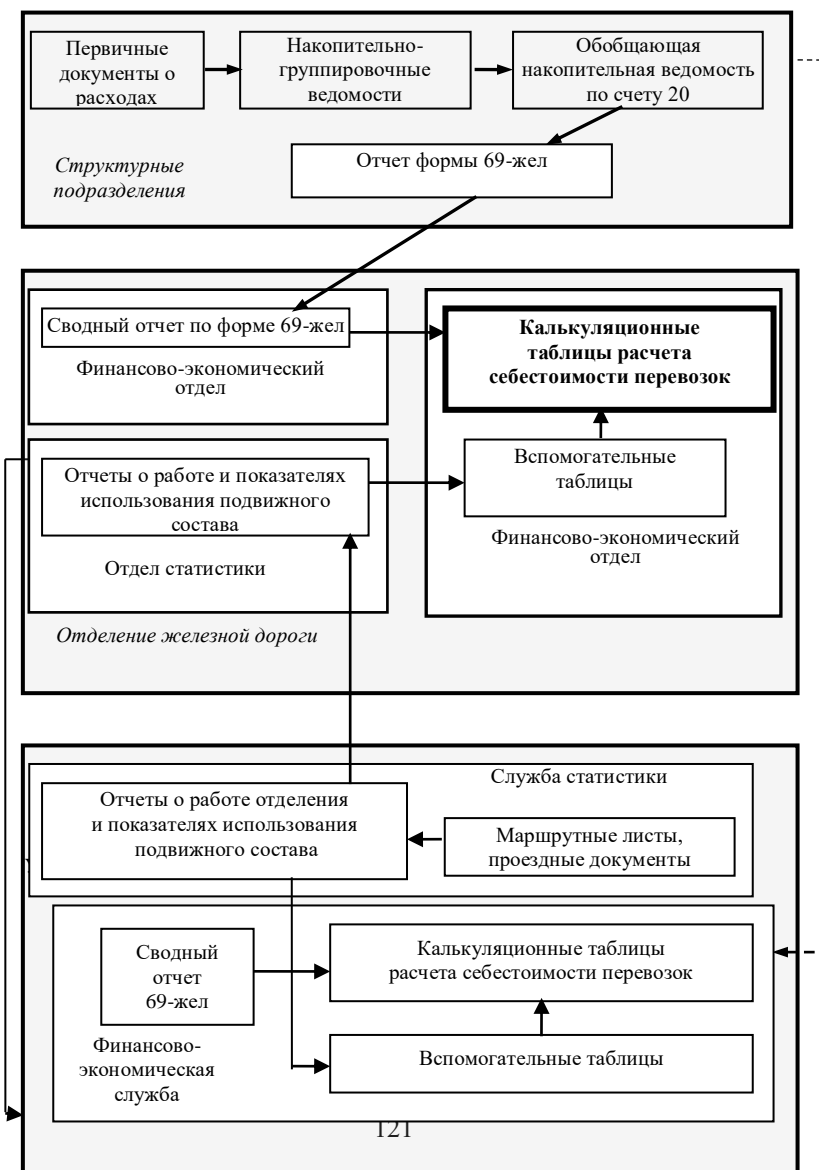 Первичные
документы о
расходах
Накопительно-
группировочные
ведомости
Обобщающая
накопительная ведомость
по счету 20
Структурные
подразделения
Отчет формы 69-жел
Сводный отчет по форме 69-жел
Финансово-экономический
отдел
Калькуляционные
таблицы расчета
себестоимости перевозок
Отчеты о работе и показателях
использования подвижного
состава
Отдел статистики
Вспомогательные
таблицы
Финансово-экономический
отдел
Отделение железной дороги
Служба статистики
Отчеты о работе отделения
и показателях использования
подвижного состава
Маршрутные листы,
проездные документы
Сводный
отчет
69-жел
Калькуляционные таблицы
расчета себестоимости перевозок
Финансово-
экономическая
служба
Вспомогательные таблицы
121